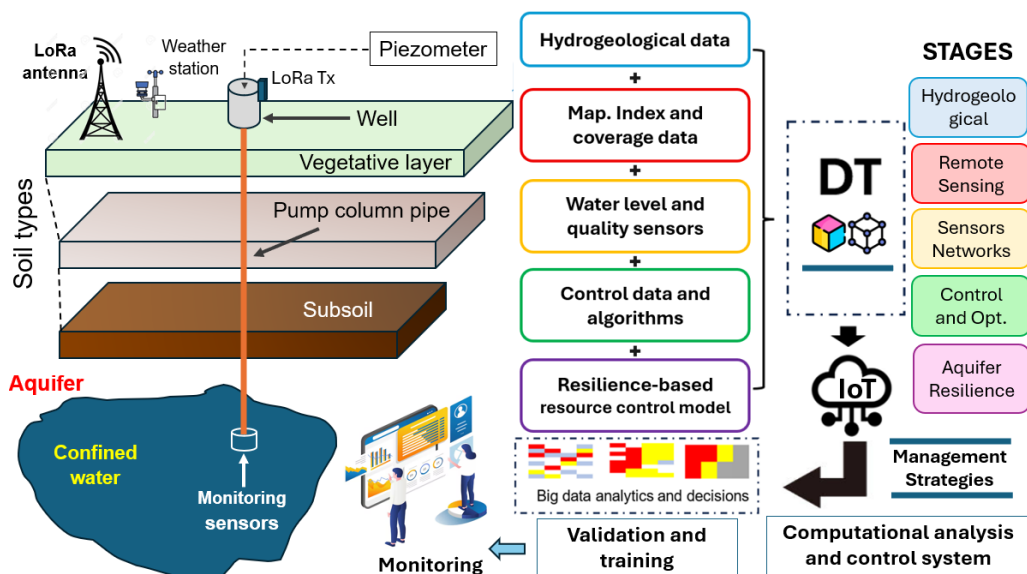 LoRa
antenna
Weather
station
Piezometer
LoRa Tx
Well
Vegetative layer
Soil types
Pump column pipe
Subsoil
Aquifer
Confined
water
Monitoring
sensors
Hydrogeological data
+
Map. Index and
coverage data
+
Water level and
quality sensors
+
Control data and
algorithms
+
Resilience-based
resource control model
DT
STAGES
Hydrogeolo
gical
Remote
Sensing
Sensors
Networks
Control
and Opt.
Aquifer
Resilience
IoT
Management
Strategies
Big data analytics and decisions
Monitoring
Validation and
training
Computational analysis
and control system